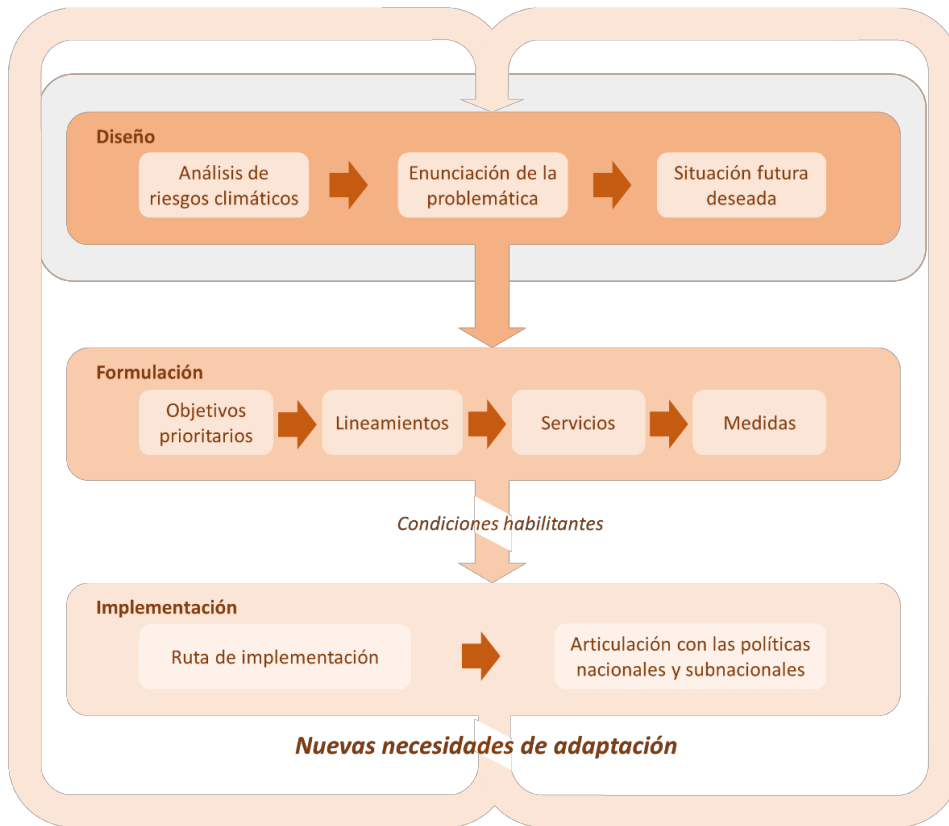 Diseño
Análisis de
riesgos climáticos
Enunciación de la
problemática
Situación futura
deseada
Formulación
Objetivos
prioritarios
Lineamientos
Servicios
Medidas
Condiciones habilitantes
Implementación
Ruta de implementación
Articulación con las políticas
nacionales y subnacionales
Nuevas necesidades de adaptación